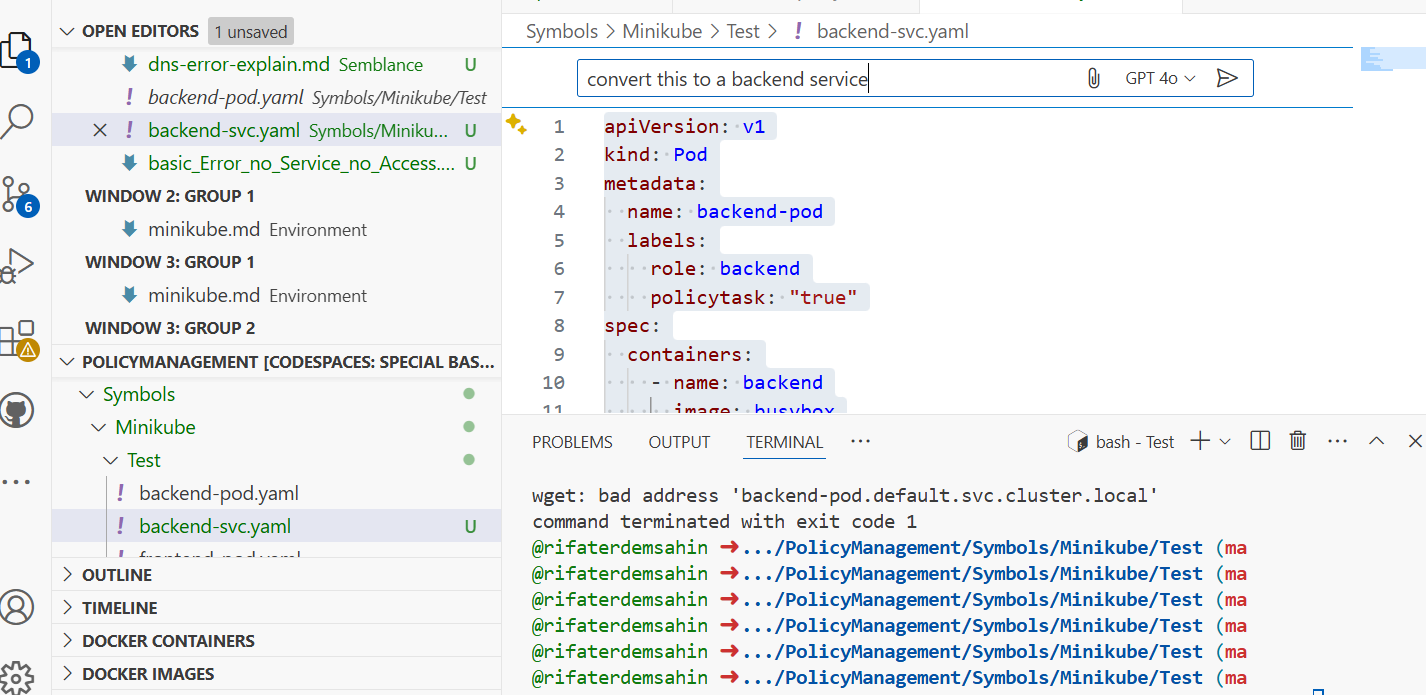 OPEN EDITORS 1 unsaved
dns-error-explain.md Semblance U
! backend-pod.yaml Symbols/Minikube/Test
! backend-svc.yaml Symbols/Miniku... U
basic_Error_no_Service_no_Access.... U
WINDOW 2: GROUP 1
minikube.md Environment
WINDOW 3: GROUP 1
minikube.md Environment
WINDOW 3: GROUP 2
POLICYMANAGEMENT [CODESPACES: SPECIAL BAS...
Symbols
Minikube
Test
! backend-pod.yaml
! backend-svc.yaml U
! frontend-pod.yaml
OUTLINE
TIMELINE
DOCKER CONTAINERS
DOCKER IMAGES
1
6
Symbols > Minikube > Test > ! backend-svc.yaml
convert this to a backend service GPT 4o
1 apiVersion: v1
2 kind: Pod
3 metadata:
4 name: backend-pod
5 labels:
6 role: backend
7 policytask: "true"
8 spec:
9 containers:
10 - name: backend
11 image: busybox
PROBLEMS OUTPUT TERMINAL ... bash - Test
wget: bad address 'backend-pod.default.svc.cluster.local'
command terminated with exit code 1
@rifaterdemsahin ➜.../PolicyManagement/Symbols/Minikube/Test (ma
@rifaterdemsahin ➜.../PolicyManagement/Symbols/Minikube/Test (ma
@rifaterdemsahin ➜.../PolicyManagement/Symbols/Minikube/Test (ma
@rifaterdemsahin ➜.../PolicyManagement/Symbols/Minikube/Test (ma
@rifaterdemsahin ➜.../PolicyManagement/Symbols/Minikube/Test (ma
@rifaterdemsahin ➜.../PolicyManagement/Symbols/Minikube/Test (ma